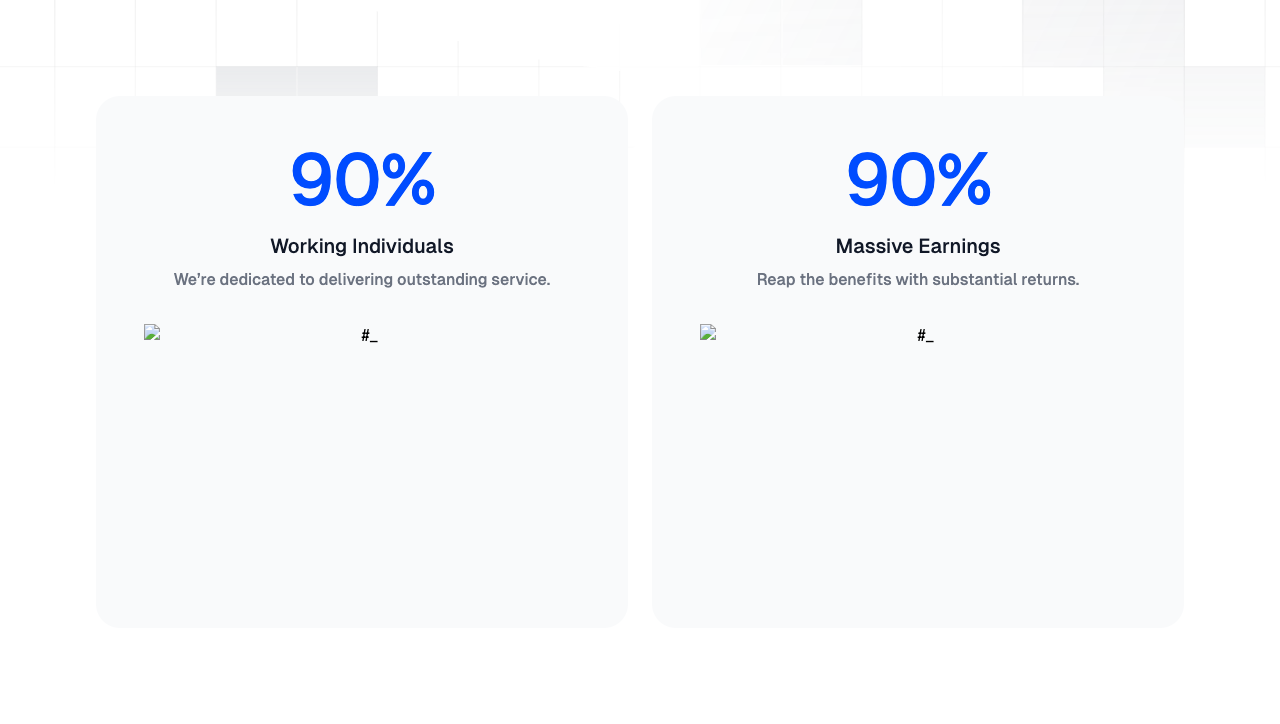 90%
Working Individuals
We’re dedicated to delivering outstanding service.
#_
90%
Massive Earnings
Reap the benefits with substantial returns.
#_